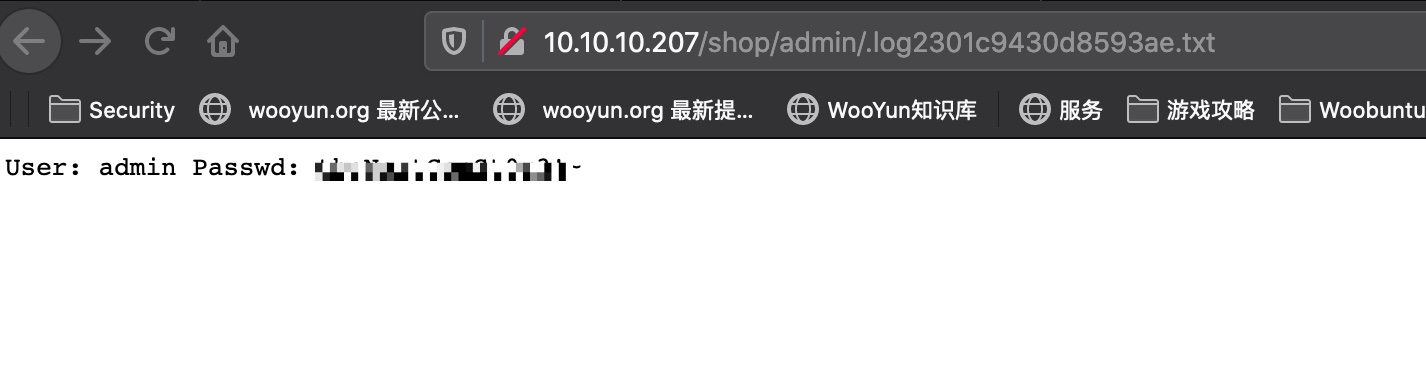 10.10.10.207/shop/admin/.log2301c9430d8593ae.txt
Security wooyun.org 最新公... wooyun.org 最新提... WooYun知识库 服务 游戏攻略 Woobuntu
User: admin Passwd: